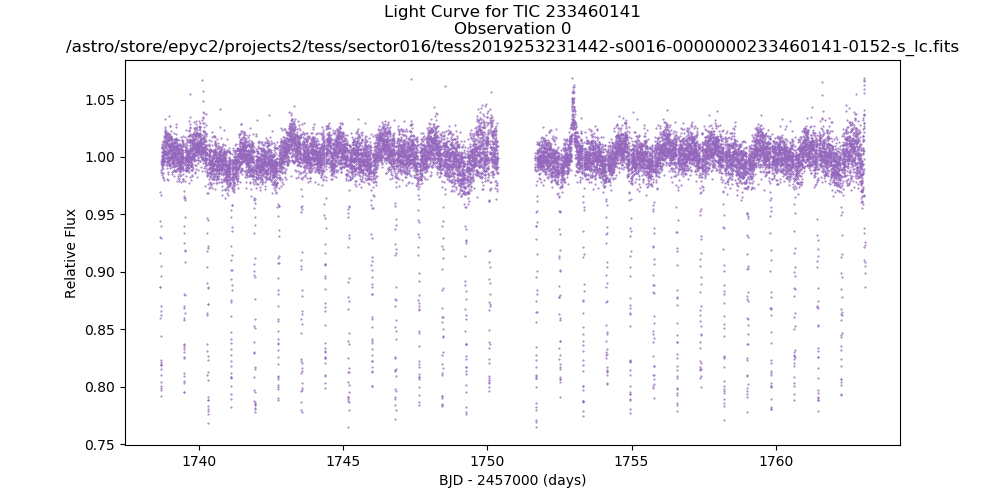 Light Curve for TIC 233460141
Observation 0
/astro/store/epyc2/projects2/tess/sector016/tess2019253231442-s0016-0000000233460141-0152-s_lc.fits
1.05
1.00
0.95
0.90
0.85
0.80
0.75
Relative Flux
1740 1745 1750 1755 1760
BJD - 2457000 (days)